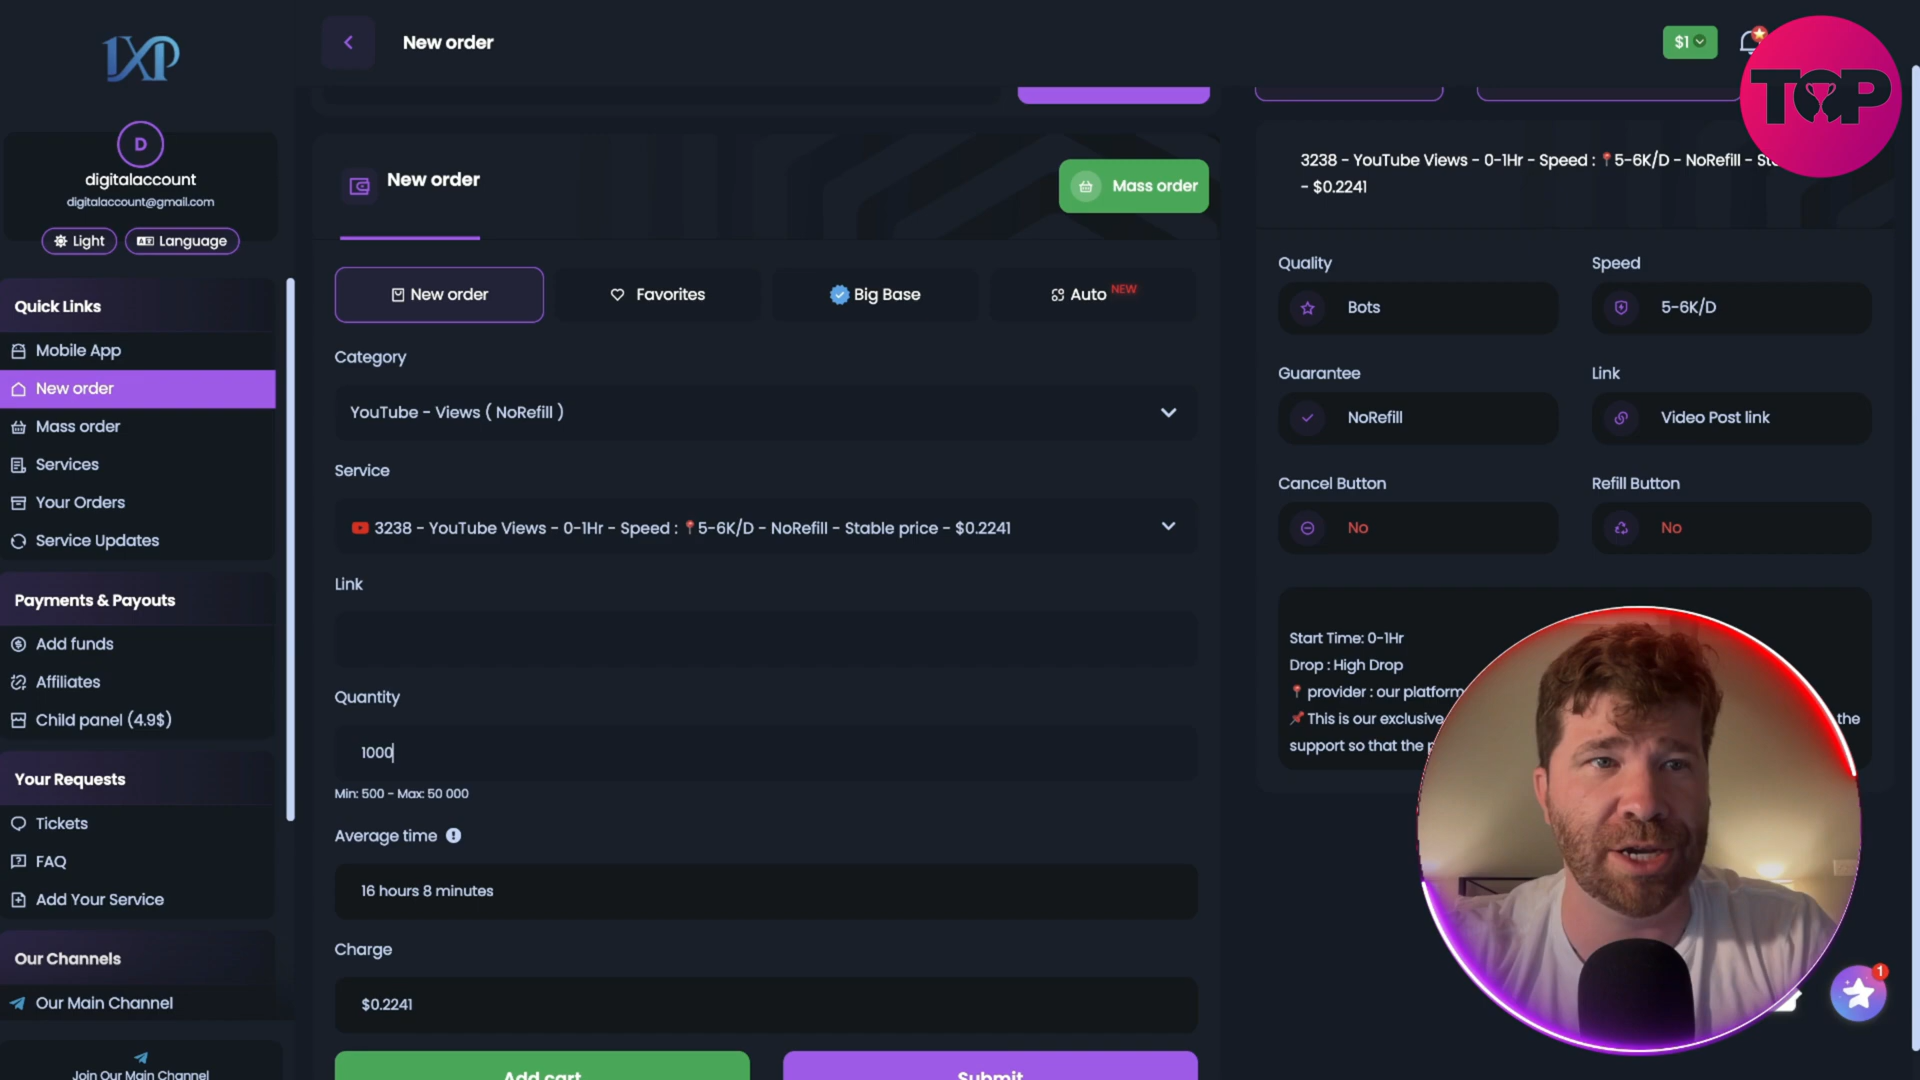 1XP
New order
$1
TOP
D
digitalaccount
digitalaccount@gmail.com
Light
Language
Quick Links
Mobile App
New order
Mass order
Services
Your Orders
Service Updates
Payments & Payouts
Add funds
Affiliates
Child panel (4.9$)
Your Requests
Tickets
FAQ
Add Your Service
Our Channels
Our Main Channel
Join Our Main Channel
New order
Mass order
New order
Favorites
Big Base
Auto NEW
Category
YouTube - Views ( NoRefill )
Service
3238 - YouTube Views - 0-1Hr - Speed : 📍5-6K/D - NoRefill - Stable price - $0.2241
Link
Quantity
1000
Min: 500 - Max: 50 000
Average time
16 hours 8 minutes
Charge
$0.2241
Add cart
Submit
3238 - YouTube Views - 0-1Hr - Speed : 📍5-6K/D - NoRefill -
- $0.2241
Quality
Speed
Bots
5-6K/D
Guarantee
Link
NoRefill
Video Post link
Cancel Button
Refill Button
No
No
Start Time: 0-1Hr
Drop : High Drop
📍 provider : our platform
📌 This is our exclusive the
support so that the
1